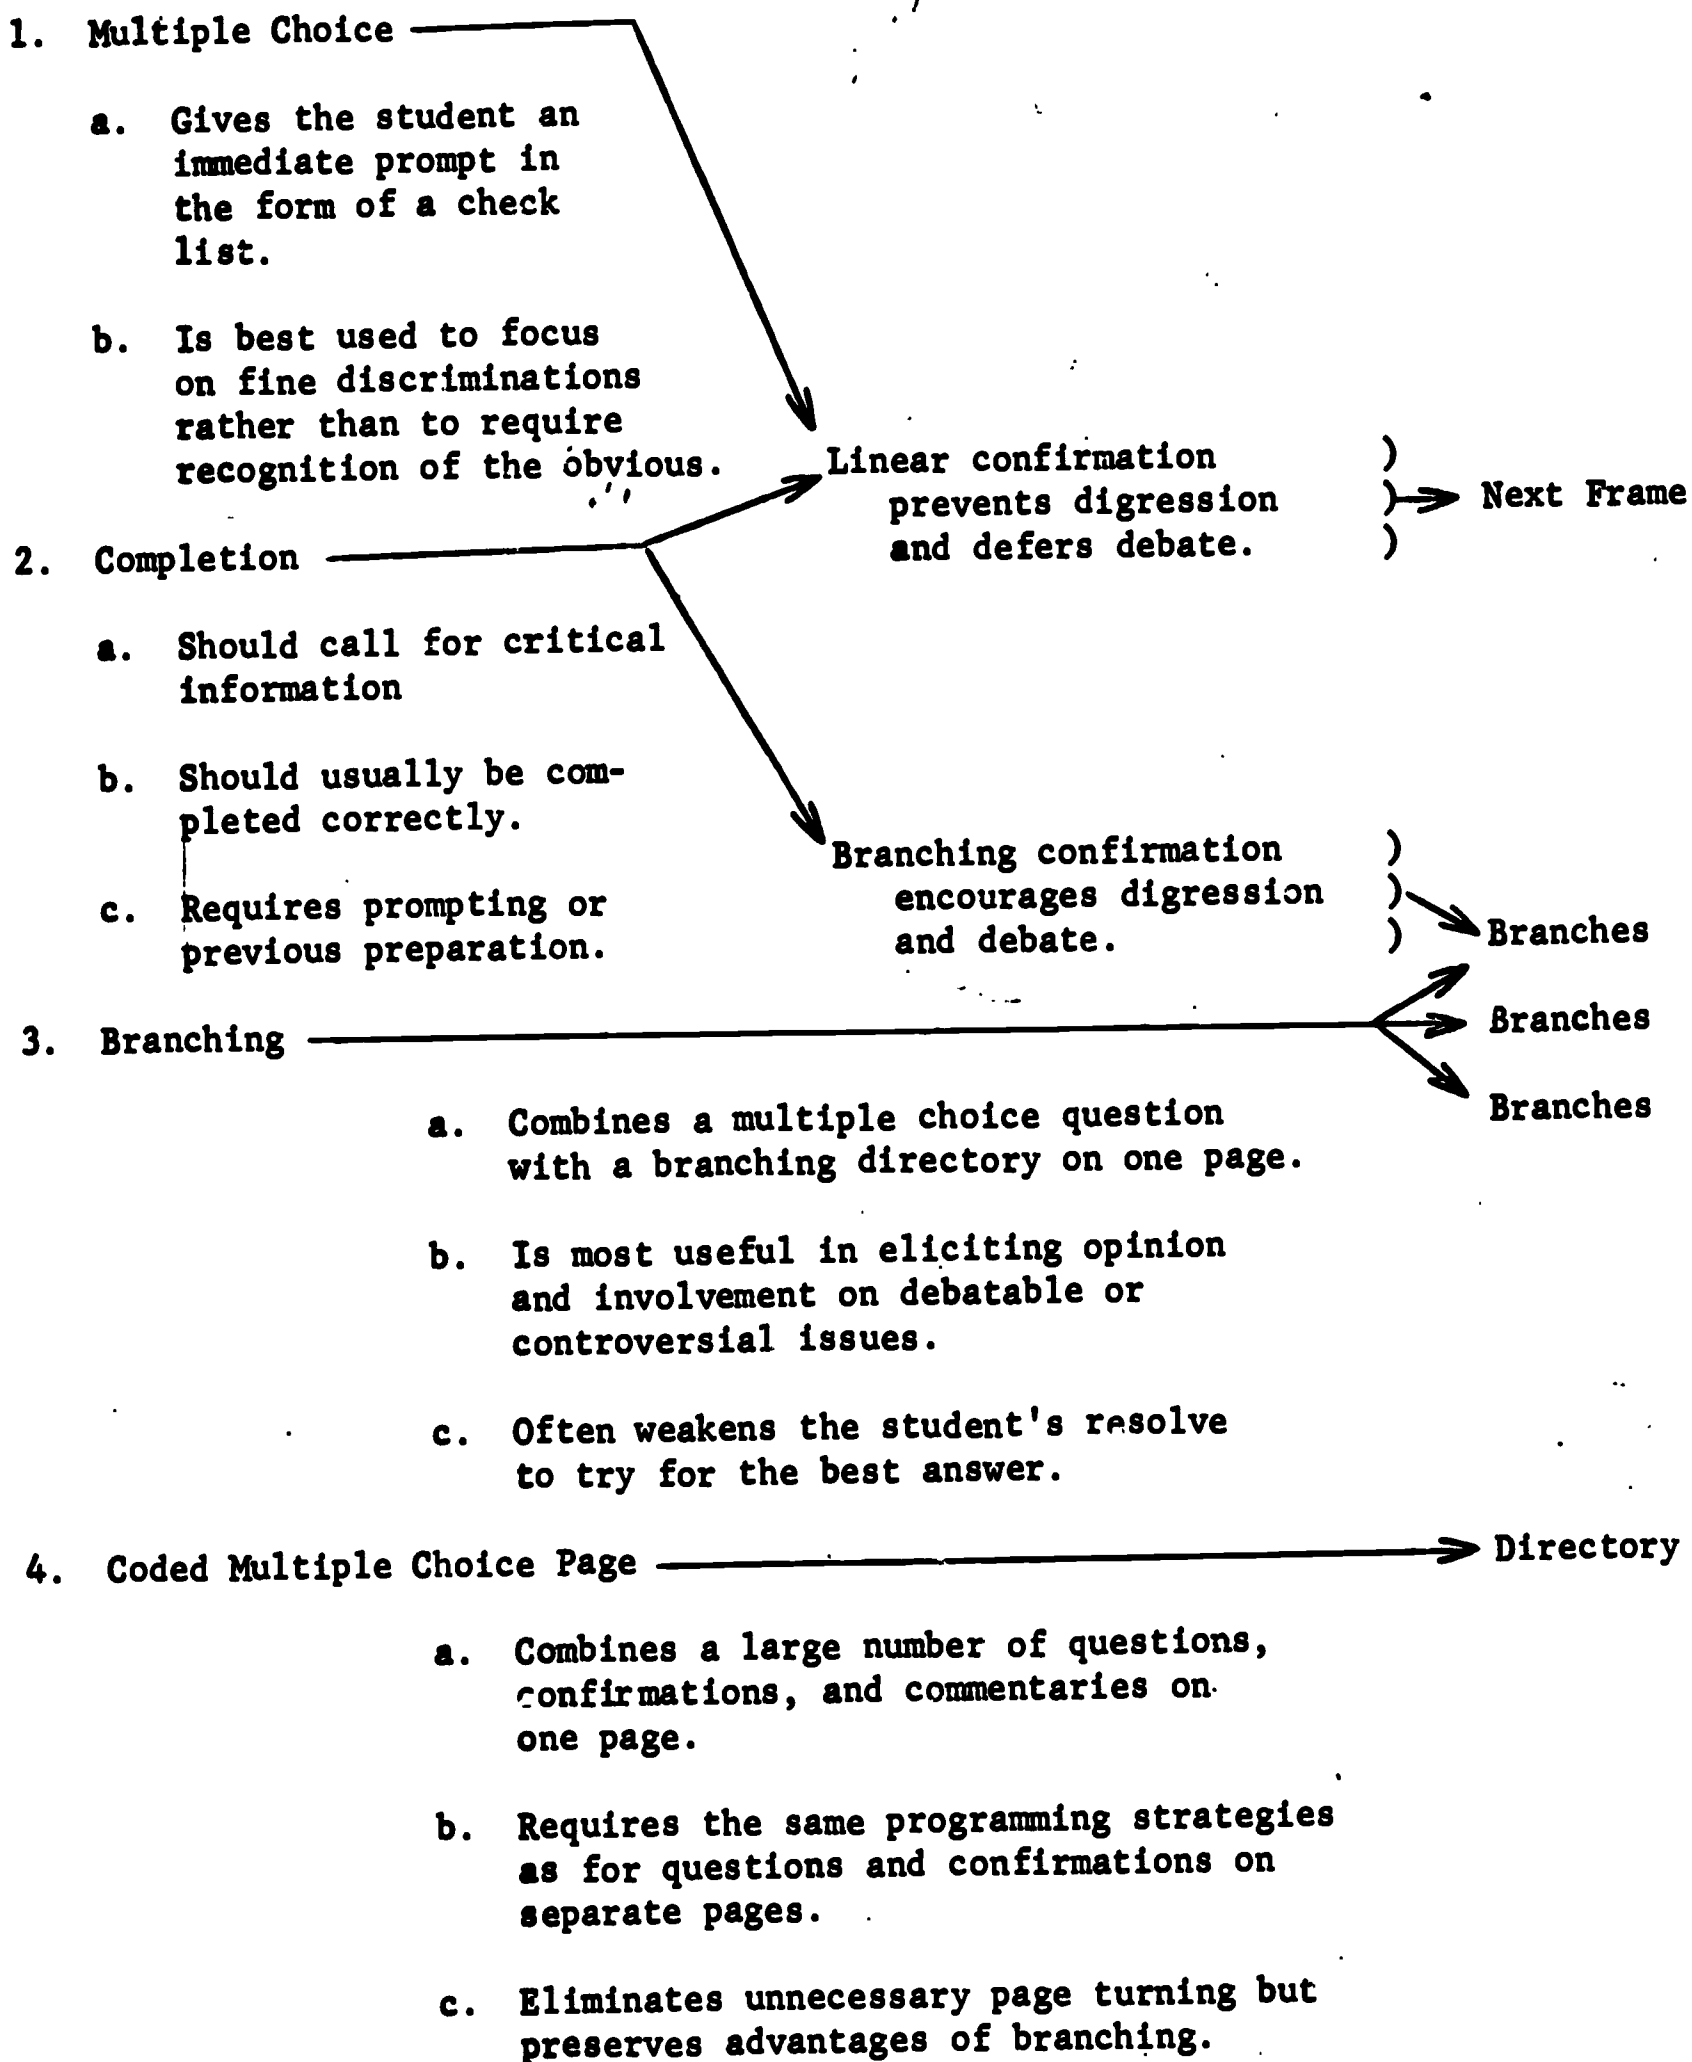 1. Multiple Choice
a. Gives the student an
immediate prompt in
the form of a check
list.
b. Is best used to focus
on fine discriminations
rather than to require
recognition of the obvious.
Linear confirmation )
prevents digression ) Next Frame
and defers debate. )
2. Completion
a. Should call for critical
information
b. Should usually be com-
pleted correctly.
c. Requires prompting or
previous preparation.
Branching confirmation )
encourages digression )
and debate. ) Branches
3. Branching
Branches
Branches
a. Combines a multiple choice question
with a branching directory on one page.
b. Is most useful in eliciting opinion
and involvement on debatable or
controversial issues.
c. Often weakens the student's resolve
to try for the best answer.
4. Coded Multiple Choice Page Directory
a. Combines a large number of questions,
confirmations, and commentaries on
one page.
b. Requires the same programming strategies
as for questions and confirmations on
separate pages.
c. Eliminates unnecessary page turning but
preserves advantages of branching.